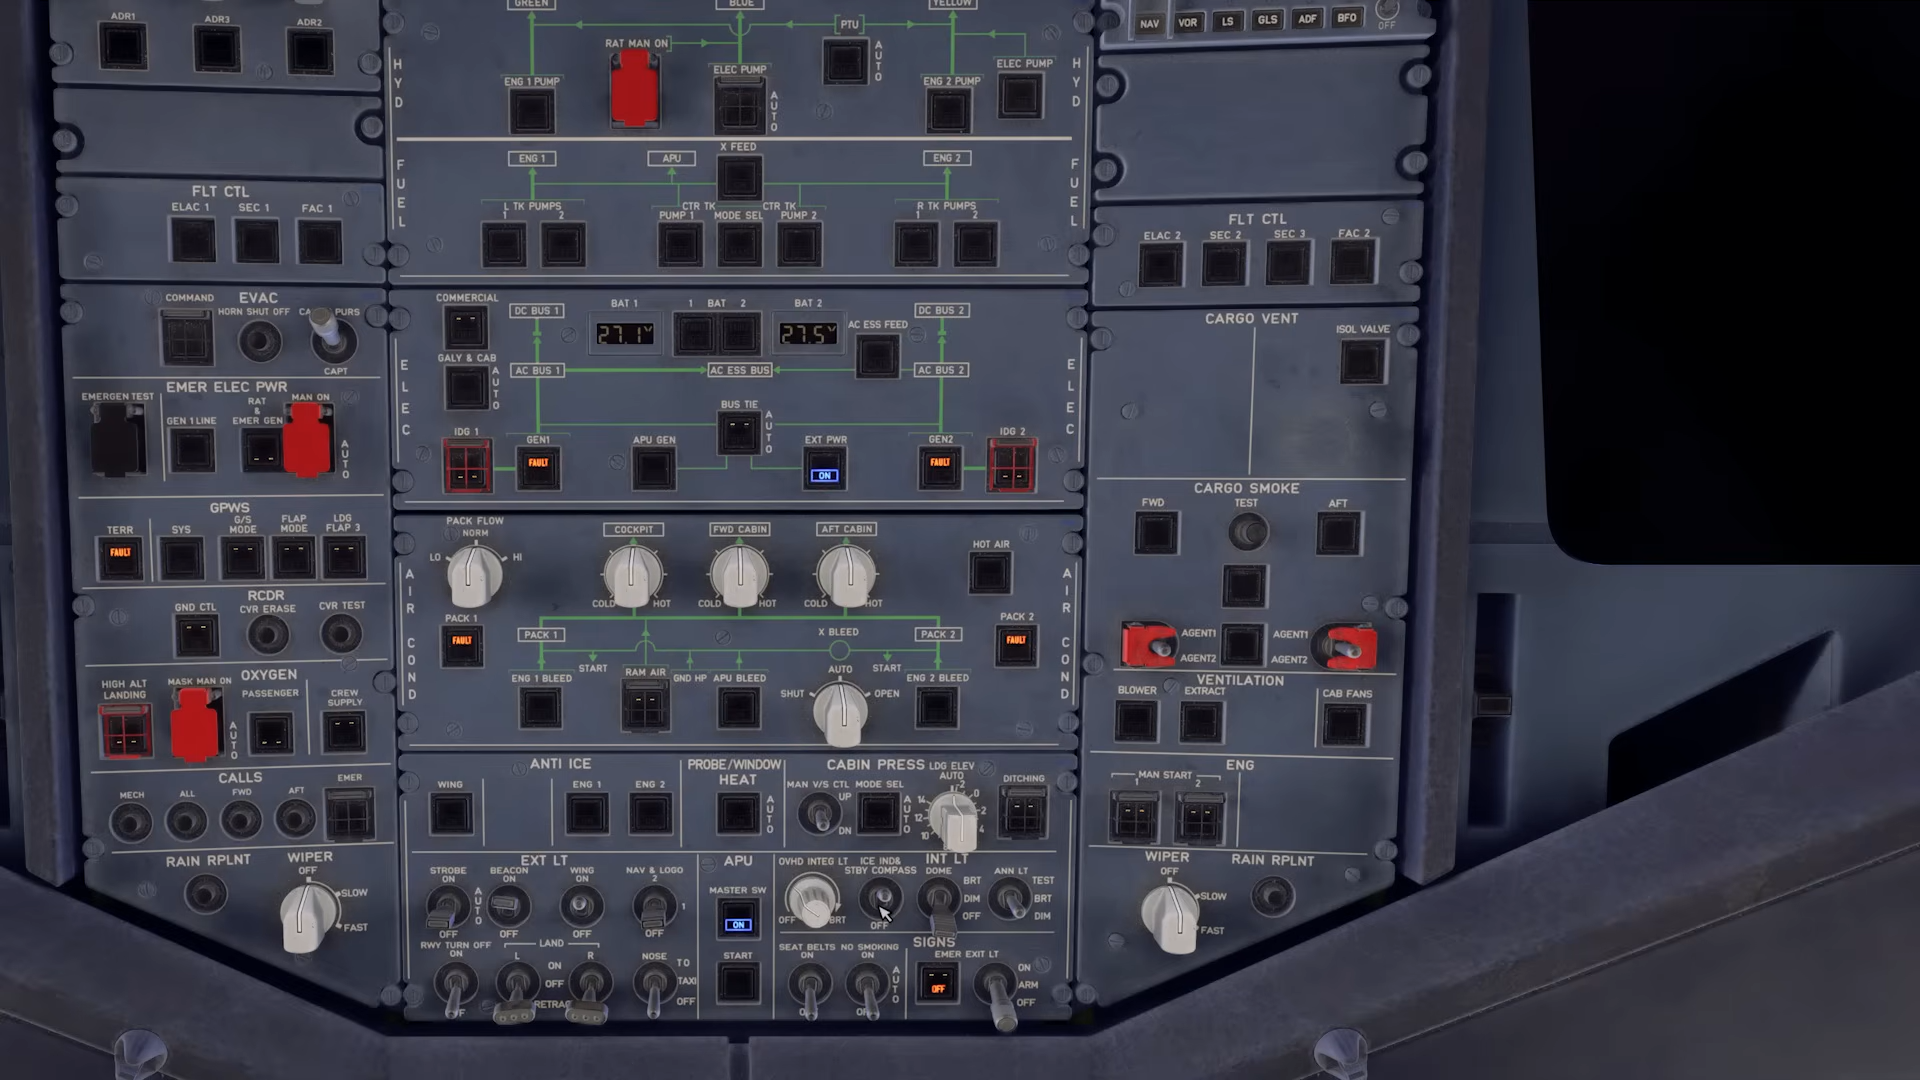 ADR1 ADR3 ADR2
GREEN BLUE YELLOW
PTU
NAV VOR LS GLS ADF BFO
OFF
RAT MAN ON
AUTO
HYD
ENG 1 PUMP
ELEC PUMP
AUTO
ENG 2 PUMP
ELEC PUMP
HYD
X FEED
ENG 1 APU ENG 2
FUEL
L TK PUMPS
1 2
CTR TK CTR TK
PUMP 1 MODE SEL PUMP 2
R TK PUMPS
1 2
FUEL
FLT CTL
ELAC 1 SEC 1 FAC 1
FLT CTL
ELAC 2 SEC 2 SEC 3 FAC 2
EVAC
COMMAND
HORN SHUT OFF
PURS
CAPT
COMMERCIAL
DC BUS 1
BAT 1
1 BAT 2
BAT 2
DC BUS 2
27.1V
27.5V
AC ESS FEED
GALY & CAB
AUTO
AC BUS 1
AC ESS BUS
AC BUS 2
ELEC
ELEC
BUS TIE
AUTO
IDG 1
GEN1
FAULT
APU GEN
EXT PWR
ON
GEN2
FAULT
IDG 2
CARGO VENT
ISOL VALVE
EMER ELEC PWR
EMERGEN TEST
GEN 1 LINE
RAT
&
EMER GEN
MAN ON
AUTO
GPWS
TERR
FAULT
SYS
G/S
MODE
FLAP
MODE
LDG
FLAP 3
PACK FLOW
NORM
LO HI
COCKPIT FWD CABIN AFT CABIN
COLD HOT COLD HOT COLD HOT
HOT AIR
AIR COND
AIR COND
PACK 1
FAULT
PACK 1
X BLEED
PACK 2
PACK 2
FAULT
START
START
ENG 1 BLEED
RAM AIR
GND HP
APU BLEED
AUTO
SHUT OPEN
ENG 2 BLEED
CARGO SMOKE
FWD TEST AFT
AGENT1 AGENT1
AGENT2 AGENT2
RCDR
GND CTL CVR ERASE CVR TEST
OXYGEN
HIGH ALT
LANDING
MASK MAN ON
AUTO
PASSENGER
CREW
SUPPLY
VENTILATION
BLOWER EXTRACT CAB FANS
CALLS
MECH ALL FWD AFT EMER
RAIN RPLNT WIPER
OFF
SLOW
FAST
ANTI ICE
WING ENG 1 ENG 2
PROBE/WINDOW
HEAT
AUTO
CABIN PRESS
MAN V/S CTL
UP
DN
MODE SEL
AUTO
LDG ELEV
AUTO
14 12 10 2 0 2 4
DITCHING
ENG
MAN START
1 2
EXT LT
STROBE
ON
AUTO
OFF
BEACON
ON
OFF
WING
ON
OFF
NAV & LOGO
2
1
OFF
APU
MASTER SW
ON
START
OVHD INTEG LT
OFF BRT
ICE IND&
STBY COMPASS
OFF
INT LT
DOME
BRT
DIM
OFF
ANN LT
TEST
BRT
DIM
WIPER RAIN RPLNT
OFF
SLOW
FAST
RWY TURN OFF
ON
LAND
L R
ON
OFF
NOSE
TO
TAXI
OFF
SEAT BELTS
ON
NO SMOKING
ON
AUTO
SIGNS
EMER EXIT LT
OFF
ON
ARM
OFF